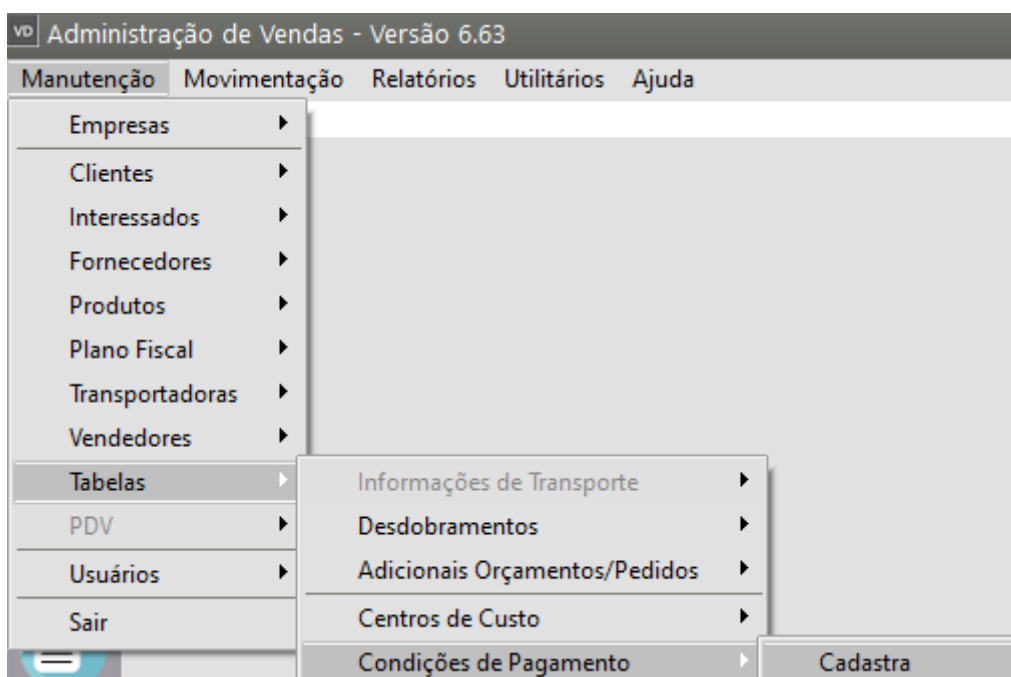 VD Administração de Vendas - Versão 6.63
Manutenção Movimentação Relatórios Utilitários Ajuda
Empresas
Clientes
Interessados
Fornecedores
Produtos
Plano Fiscal
Transportadoras
Vendedores
Tabelas
PDV
Usuários
Sair
Informações de Transporte
Desdobramentos
Adicionais Orçamentos/Pedidos
Centros de Custo
Condições de Pagamento
Cadastra